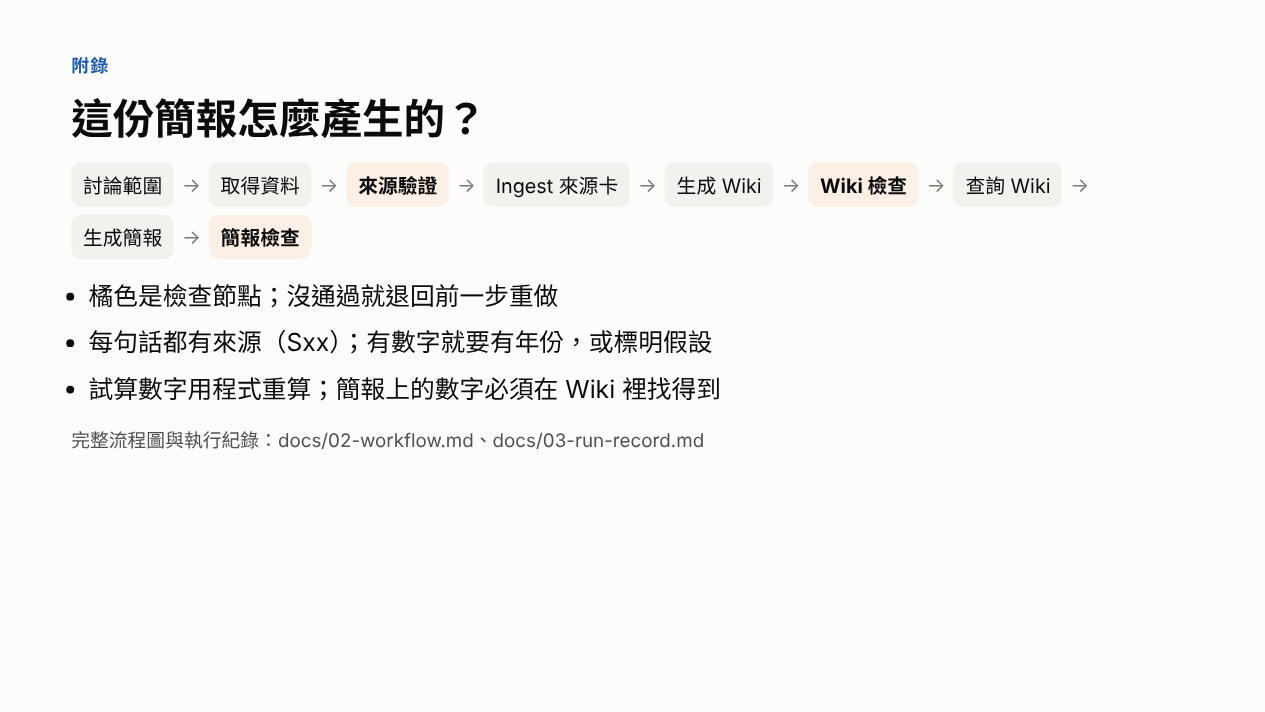 附錄
這份簡報怎麼產生的？
討論範圍 → 取得資料 → 來源驗證 → Ingest 來源卡 → 生成 Wiki → Wiki 檢查 → 查詢 Wiki →
生成簡報 → 簡報檢查
• 橘色是檢查節點；沒通過就退回前一步重做
• 每句話都有來源（Sxx）；有數字就要有年份，或標明假設
• 試算數字用程式重算；簡報上的數字必須在 Wiki 裡找得到
完整流程圖與執行紀錄：docs/02-workflow.md、docs/03-run-record.md